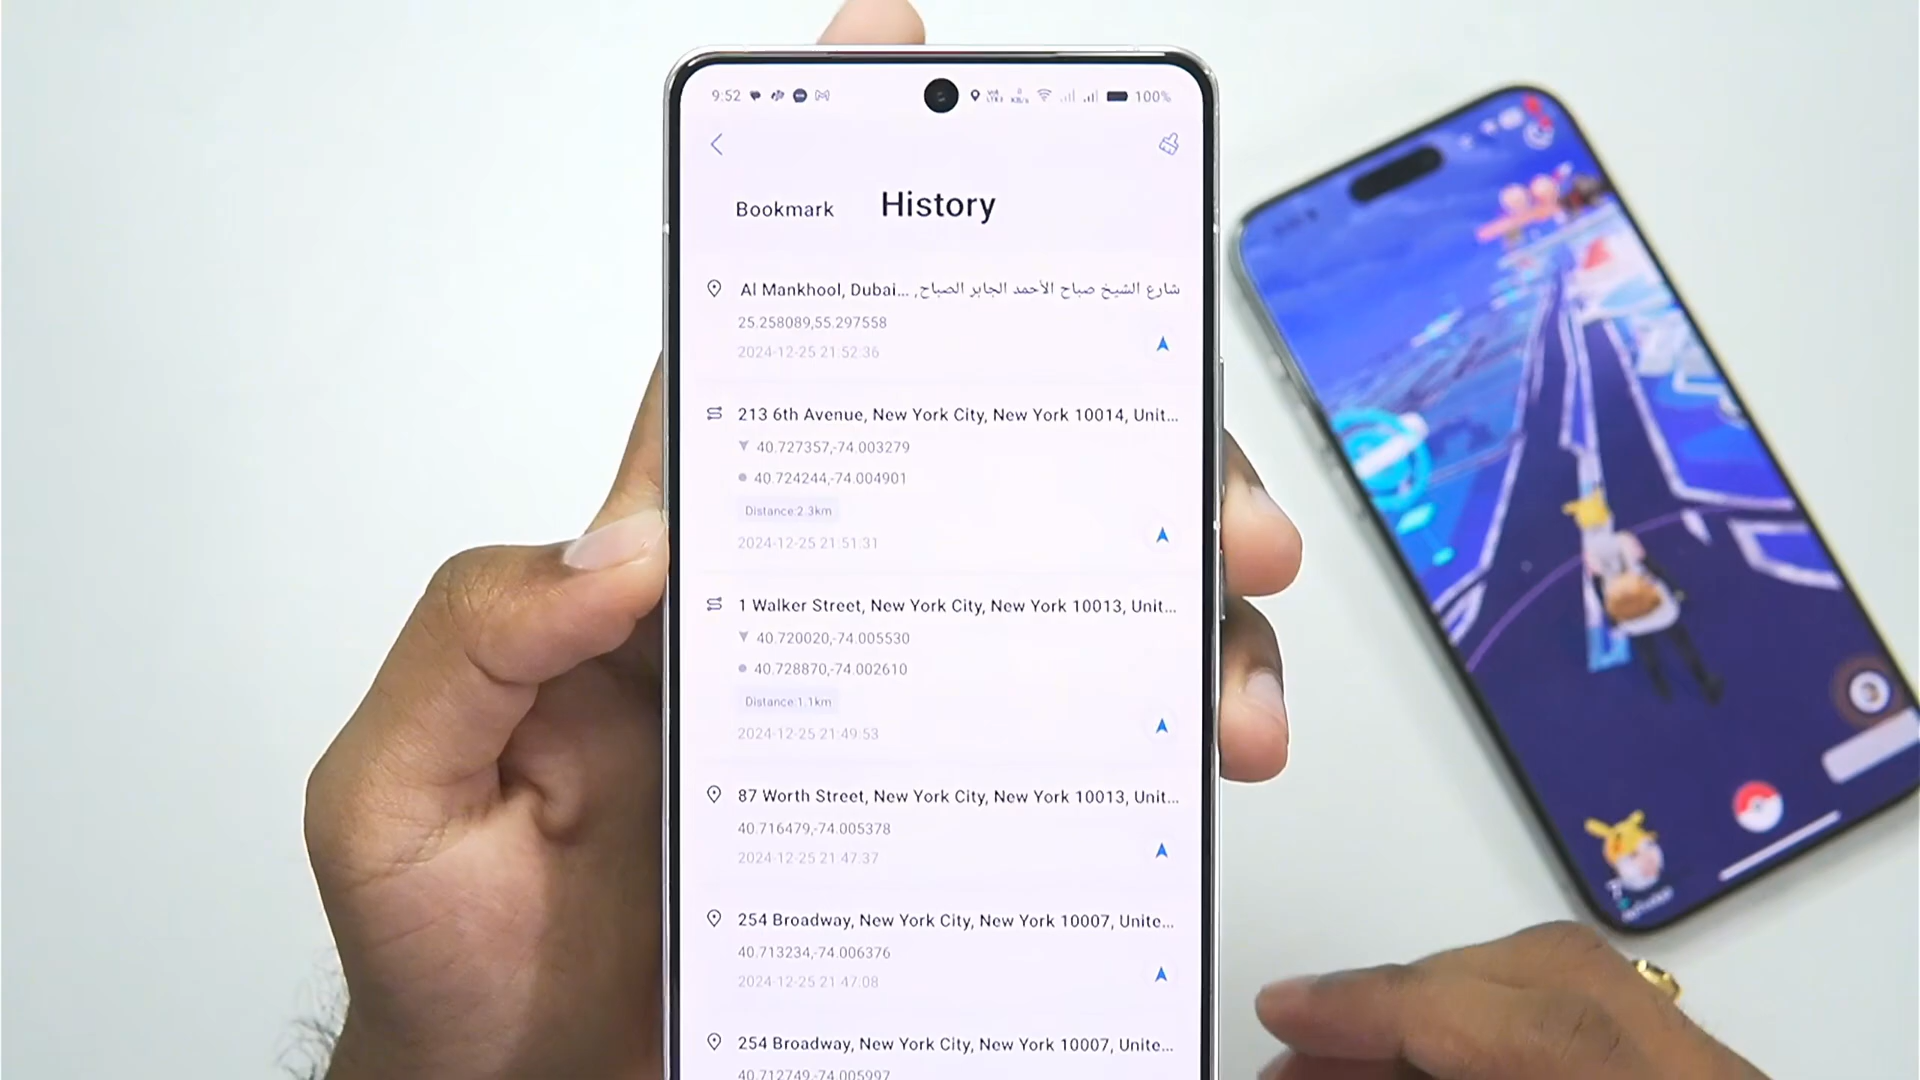 9:52
100%
Bookmark
History
Al Mankhool, Dubai... ,شارع الشيخ صباح الأحمد الجابر الصباح
25.258089,55.297558
2024-12-25 21:52:36
213 6th Avenue, New York City, New York 10014, Unit...
40.727357,-74.003279
40.724244,-74.004901
Distance:2.3km
2024-12-25 21:51:31
1 Walker Street, New York City, New York 10013, Unit...
40.720020,-74.005530
40.728870,-74.002610
Distance:1.1km
2024-12-25 21:49:53
87 Worth Street, New York City, New York 10013, Unit...
40.716479,-74.005378
2024-12-25 21:47:37
254 Broadway, New York City, New York 10007, Unite...
40.713234,-74.006376
2024-12-25 21:47:08
254 Broadway, New York City, New York 10007, Unite...
40.712749,-74.005997